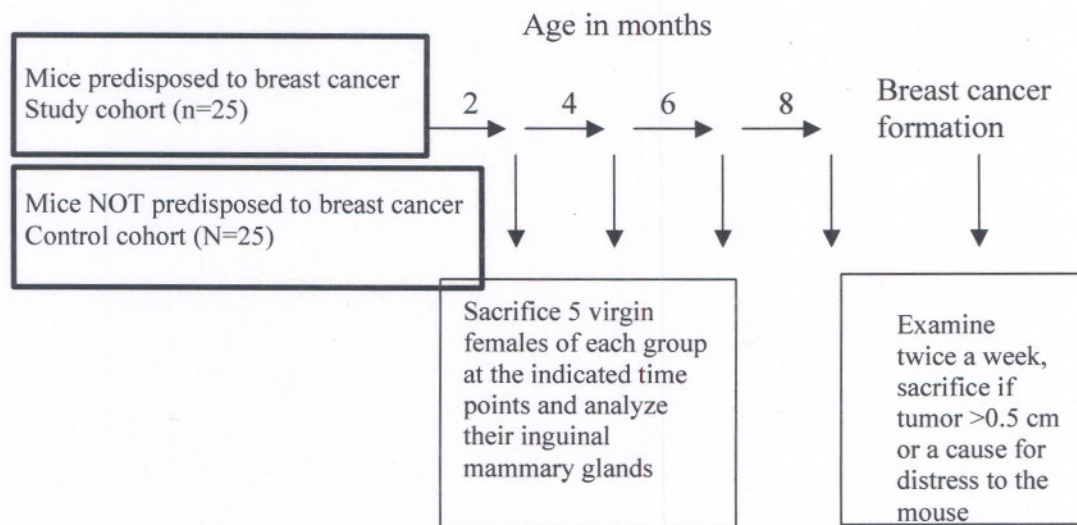 Age in months
Mice predisposed to breast cancer
Study cohort (n=25)
2
4
6
8
Breast cancer
formation
Mice NOT predisposed to breast cancer
Control cohort (N=25)
Sacrifice 5 virgin
females of each group
at the indicated time
points and analyze
their inguinal
mammary glands
Examine
twice a week,
sacrifice if
tumor >0.5 cm
or a cause for
distress to the
mouse